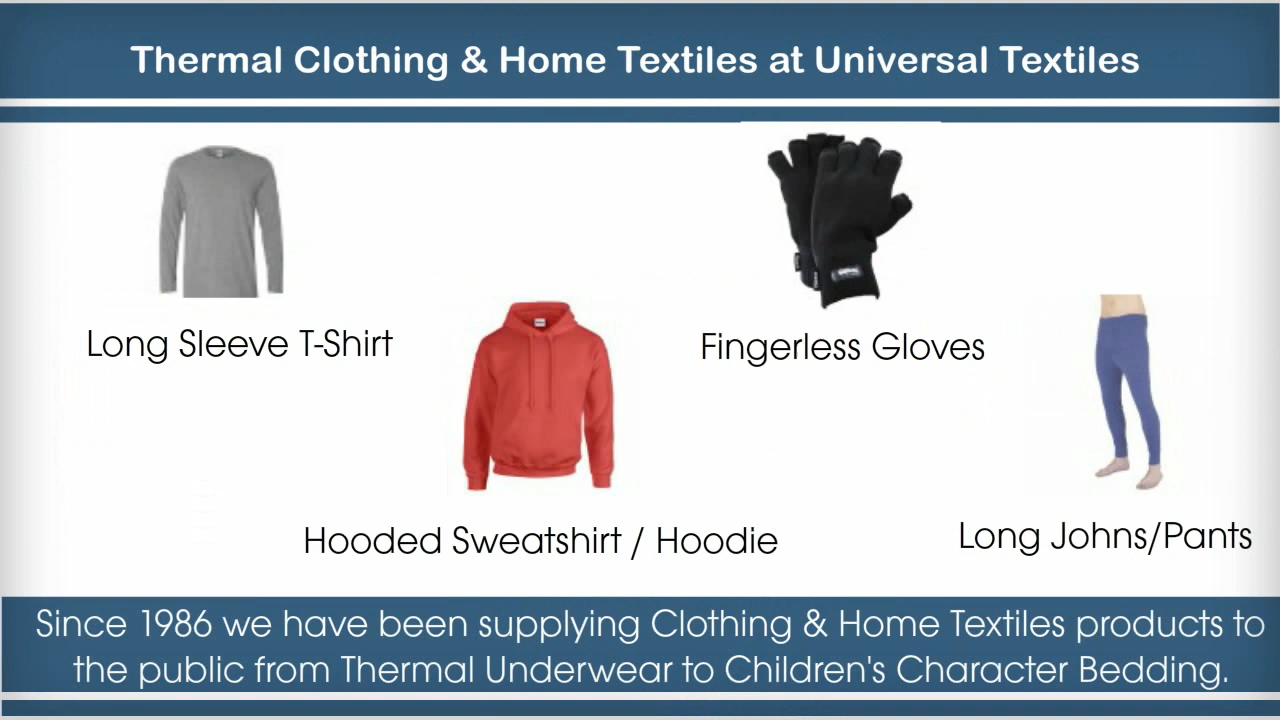 Thermal Clothing & Home Textiles at Universal Textiles
Long Sleeve T-Shirt
Fingerless Gloves
Hooded Sweatshirt / Hoodie
Long Johns/Pants
Since 1986 we have been supplying Clothing & Home Textiles products to
the public from Thermal Underwear to Children's Character Bedding.